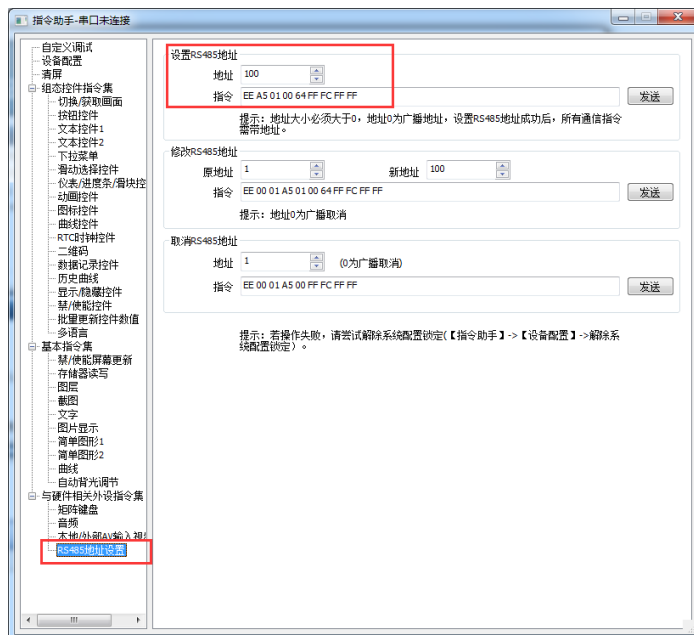 指令助手-串口未连接
自定义调试
设备配置
清屏
组态控件指令集
切换/获取画面
按钮控件
文本控件1
文本控件2
下拉菜单
滑动选择控件
仪表/进度条/滑块控
动画控件
图标控件
曲线控件
RTC时钟控件
二维码
数据记录控件
历史曲线
显示/隐藏控件
禁/使能控件
批量更新控件数值
多语言
基本指令集
禁/使能屏幕更新
存储器读写
图层
截图
文字
图片显示
简单图形1
简单图形2
曲线
自动背光调节
与硬件相关外设指令集
矩阵键盘
音频
本地/外部AV输入视频
RS485地址设置
设置RS485地址
地址 100
指令 EE A5 01 00 64 FF FC FF FF 发送
提示：地址大小必须大于0，地址0为广播地址，设置RS485地址成功后，所有通信指令
需带地址。
修改RS485地址
原地址 1 新地址 100
指令 EE 00 01 A5 01 00 64 FF FC FF FF 发送
提示：地址0为广播取消
取消RS485地址
地址 1 (0为广播取消)
指令 EE 00 01 A5 00 FF FC FF FF 发送
提示：若操作失败，请尝试解除系统配置锁定(【指令助手】->【设备配置】->解除系
统配置锁定）。